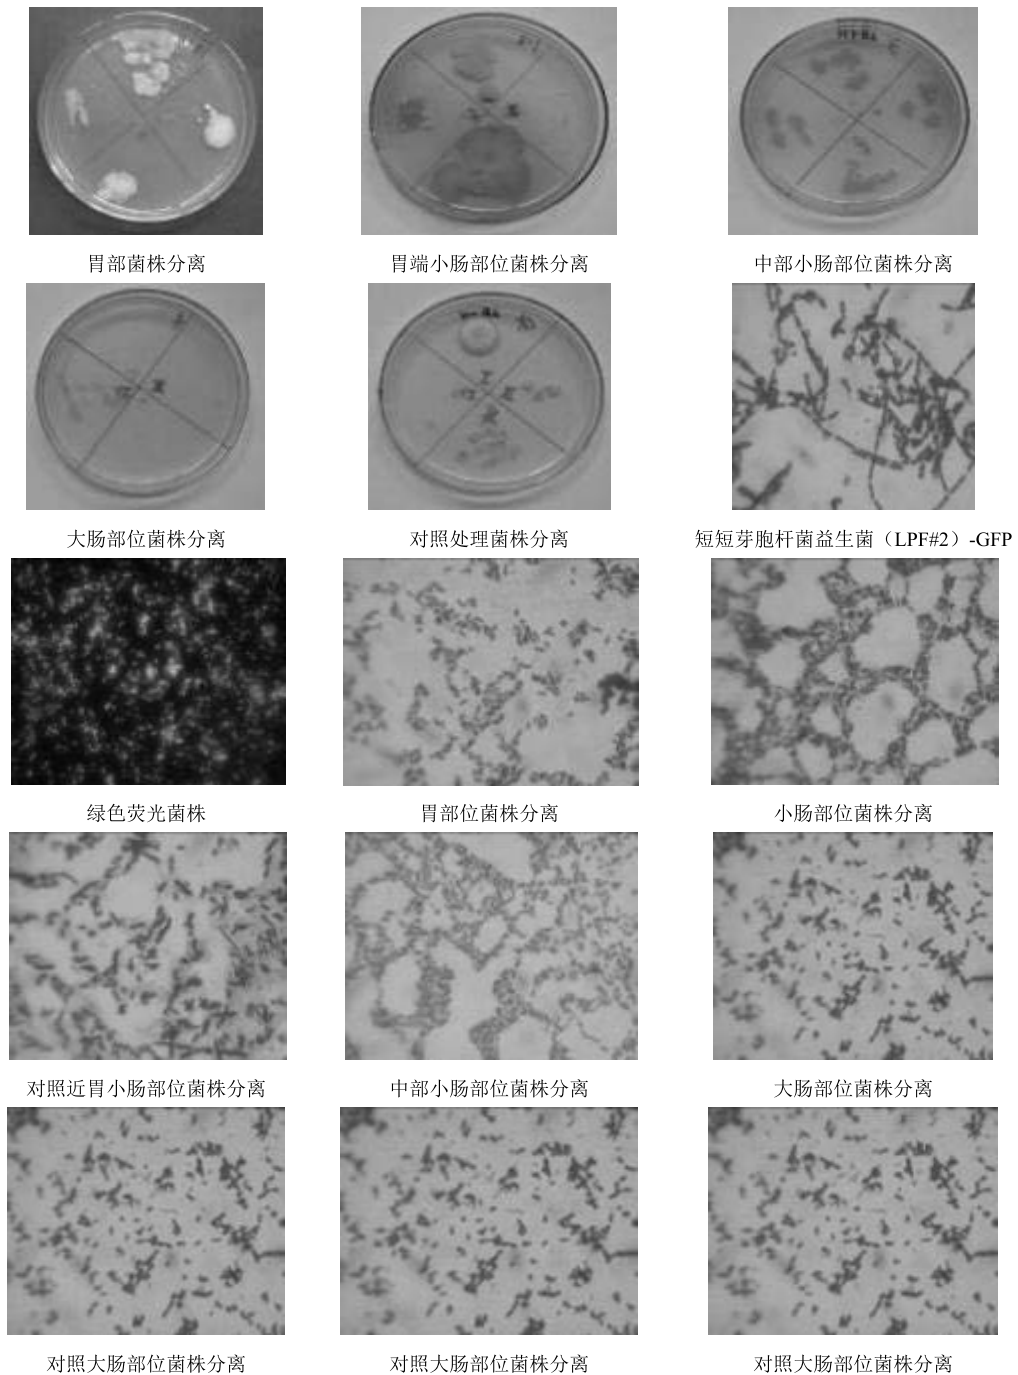 胃部菌株分离
胃端小肠部位菌株分离
中部小肠部位菌株分离
大肠部位菌株分离
对照处理菌株分离
短短芽胞杆菌益生菌（LPF#2）-GFP
绿色荧光菌株
胃部位菌株分离
小肠部位菌株分离
对照近胃小肠部位菌株分离
中部小肠部位菌株分离
大肠部位菌株分离
对照大肠部位菌株分离
对照大肠部位菌株分离
对照大肠部位菌株分离